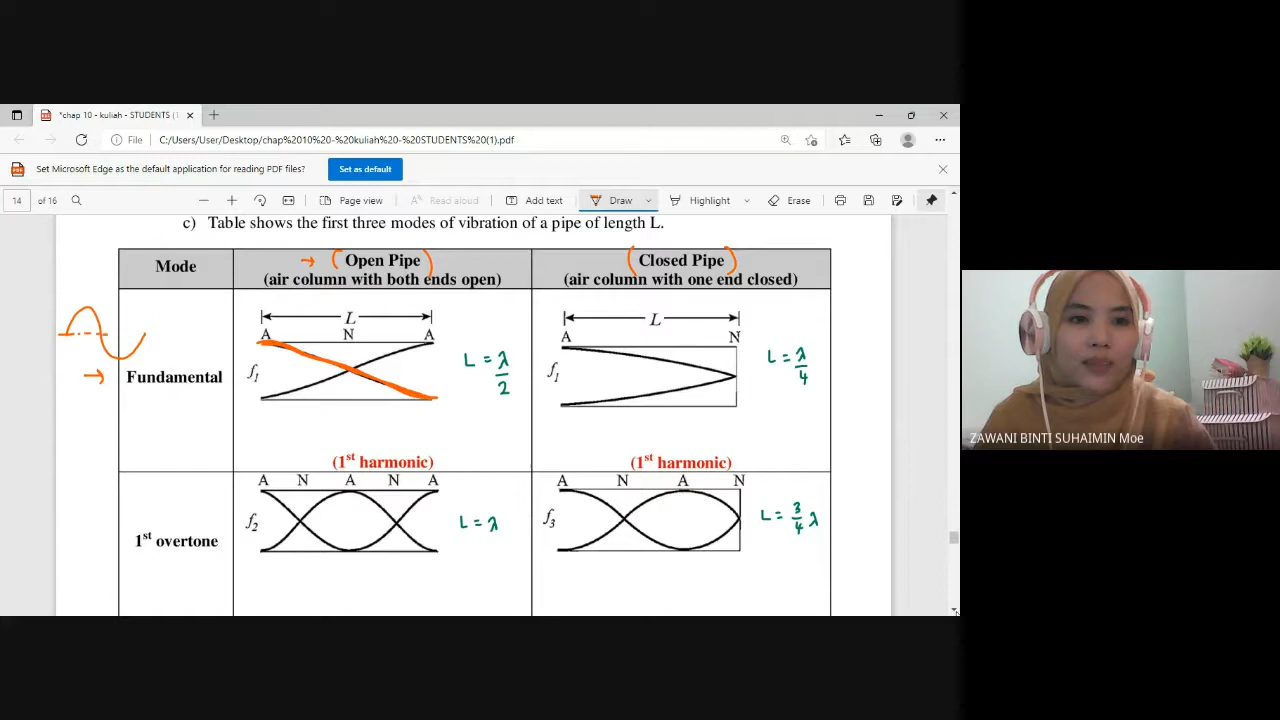 *chap 10 - kuliah - STUDENTS (1
File C:/Users/User/Desktop/chap%2010%20-%20kuliah%20-%20STUDENTS%20(1).pdf
Set Microsoft Edge as the default application for reading PDF files? Set as default
14 of 16 Page view Read aloud Add text Draw Highlight Erase
c) Table shows the first three modes of vibration of a pipe of length L.
Mode
→ (Open Pipe)
(air column with both ends open)
(Closed Pipe)
(air column with one end closed)
→ Fundamental
L
A N A
f₁
L = λ/2
(1st harmonic)
L
A N
f₁
L = λ/4
(1st harmonic)
1st overtone
A N A N A
f₂
L = λ
A N A N
f₃
L = 3/4 λ
ZAWANI BINTI SUHAIMIN Moe